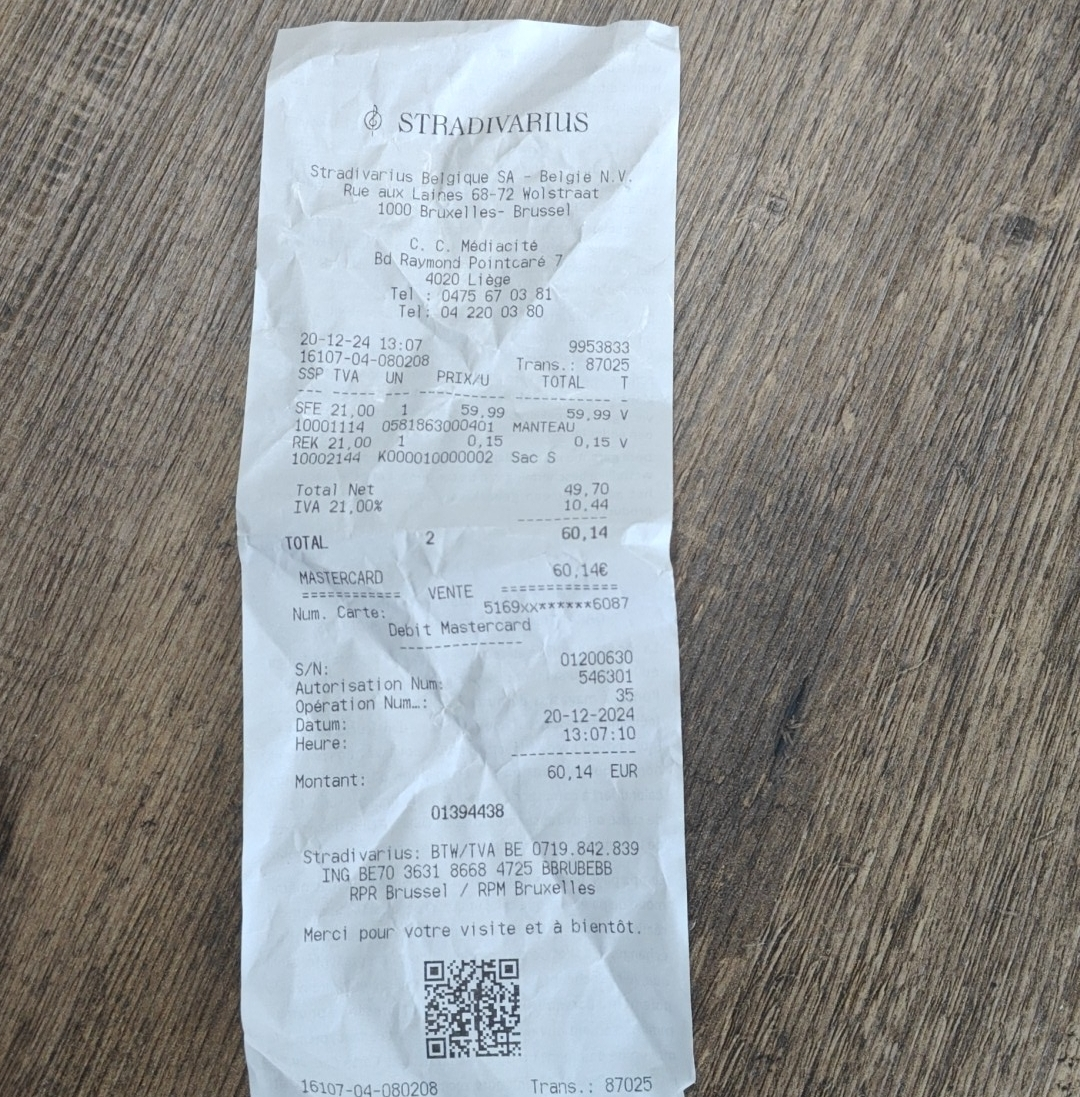 STRADIVARIUS
Stradivarius Belgique SA - België N.V.
Rue aux Laines 68-72 Wolstraat
1000 Bruxelles- Brussel
C. C. Médiacité
Bd Raymond Pointcaré 7
4020 Liège
Tel : 0475 67 03 81
Tel: 04 220 03 80
20-12-24 13:07 9953833
16107-04-080208 Trans.: 87025
SSP TVA UN PRIX/U TOTAL T
SFE 21,00 1 59,99 59,99 V
10001114 0581863000401 MANTEAU
REK 21,00 1 0,15 0,15 V
10002144 K000010000002 Sac S
Total Net 49,70
IVA 21,00% 10,44
TOTAL 2 60,14
MASTERCARD 60,14€
=========== VENTE =============
Num. Carte: 5169xx******6087
Debit Mastercard
S/N: 01200630
Autorisation Num: 546301
Opération Num…: 35
Datum: 20-12-2024
Heure: 13:07:10
Montant: 60,14 EUR
01394438
Stradivarius: BTW/TVA BE 0719.842.839
ING BE70 3631 8668 4725 BBRUBEBB
RPR Brussel / RPM Bruxelles
Merci pour votre visite et à bientôt.
16107-04-080208 Trans.: 87025